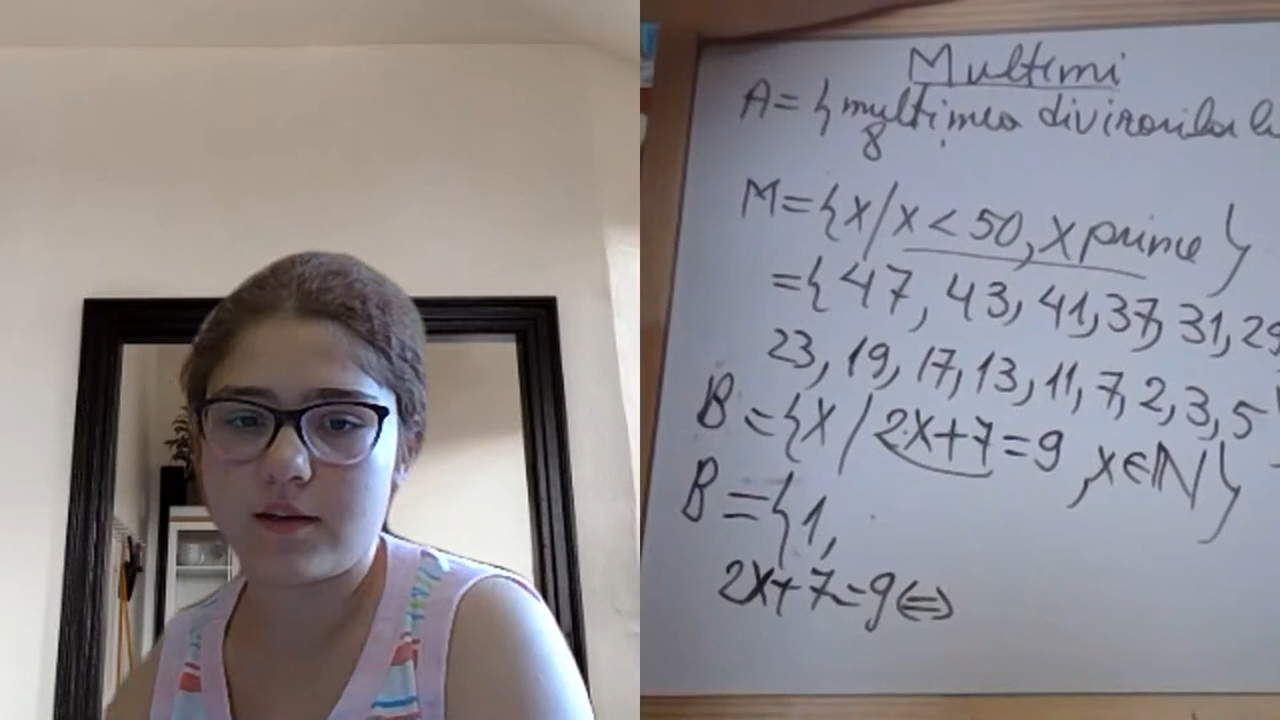 Multimi
A={multimea divizorilor lu
8
M={x/x<50, x prime}
={47, 43, 41, 37, 31, 29
23, 19, 17, 13, 11, 7, 2, 3, 5
B={x/2x+7=9, x∈ℕ}
B={1,
2x+7=9⇔